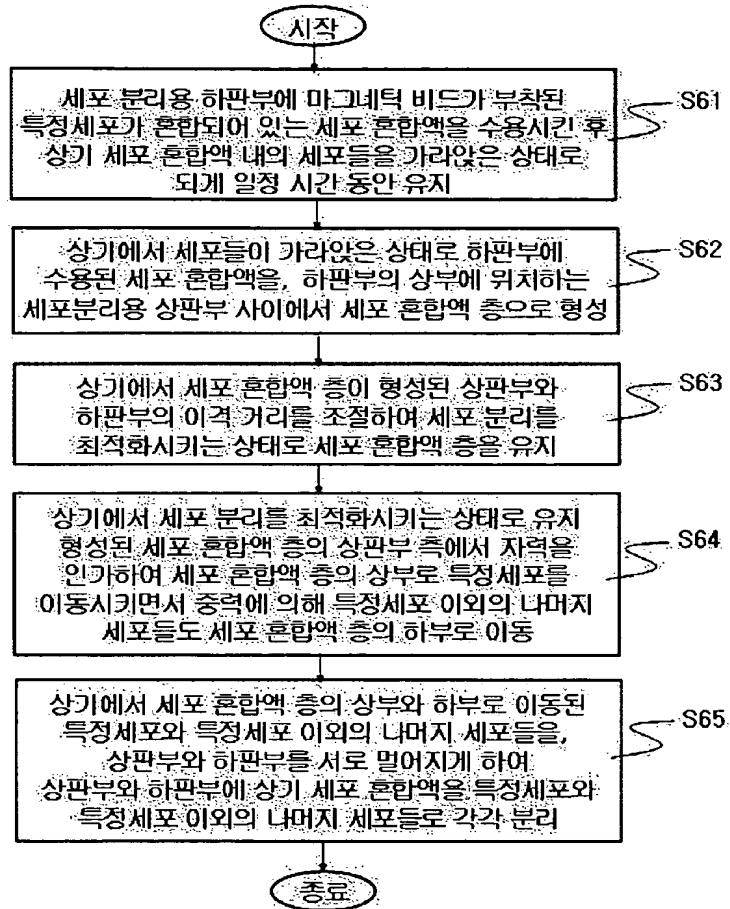 시작
세포 분리용 하판부에 마그네틱 비드가 부착된
특정세포가 혼합되어 있는 세포 혼합액을 수용시킨 후
상기 세포 혼합액 내의 세포들을 가라앉은 상태로
되게 일정 시간 동안 유지
S61
상기에서 세포들이 가라앉은 상태로 하판부에
수용된 세포 혼합액을, 하판부의 상부에 위치하는
세포분리용 상판부 사이에서 세포 혼합액 층으로 형성
S62
상기에서 세포 혼합액 층이 형성된 상판부와
하판부의 이격 거리를 조절하여 세포 분리를
최적화시키는 상태로 세포 혼합액 층을 유지
S63
상기에서 세포 분리를 최적화시키는 상태로 유지
형성된 세포 혼합액 층의 상판부 측에서 자력을
인가하여 세포 혼합액 층의 상부로 특정세포를
이동시키면서 중력에 의해 특정세포 이외의 나머지
세포들도 세포 혼합액 층의 하부로 이동
S64
상기에서 세포 혼합액 층의 상부와 하부로 이동된
특정세포와 특정세포 이외의 나머지 세포들을,
상판부와 하판부를 서로 멀어지게 하여
상판부와 하판부에 상기 세포 혼합액을 특정세포와
특정세포 이외의 나머지 세포들로 각각 분리
S65
종료